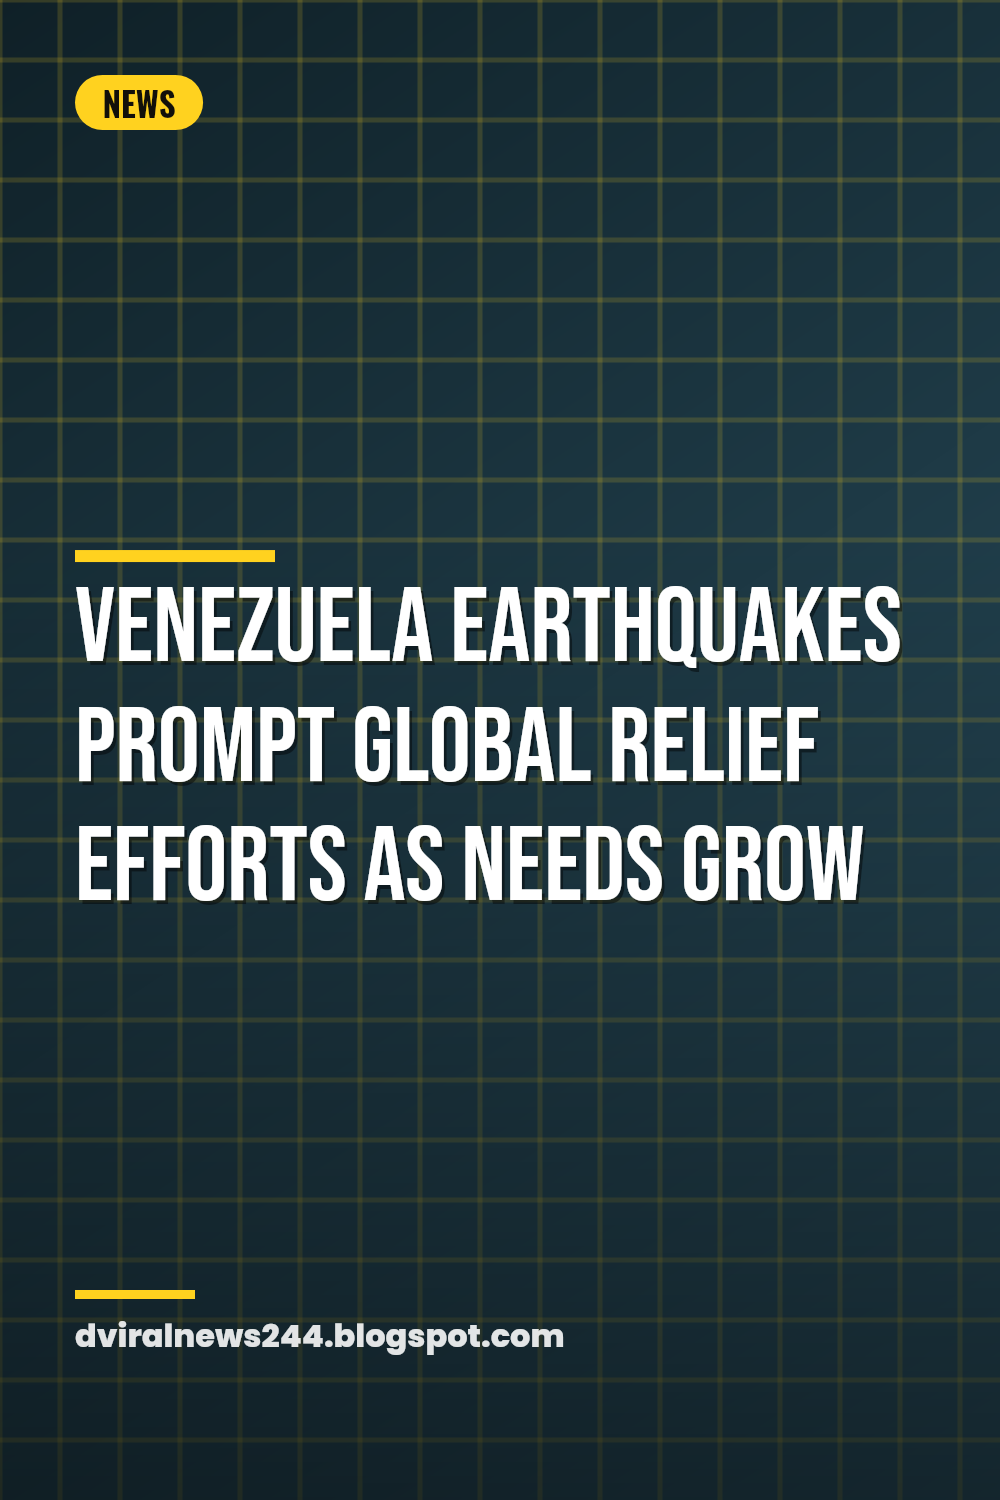 NEWS
VENEZUELA EARTHQUAKES
PROMPT GLOBAL RELIEF
EFFORTS AS NEEDS GROW
dviralnews244.blogspot.com